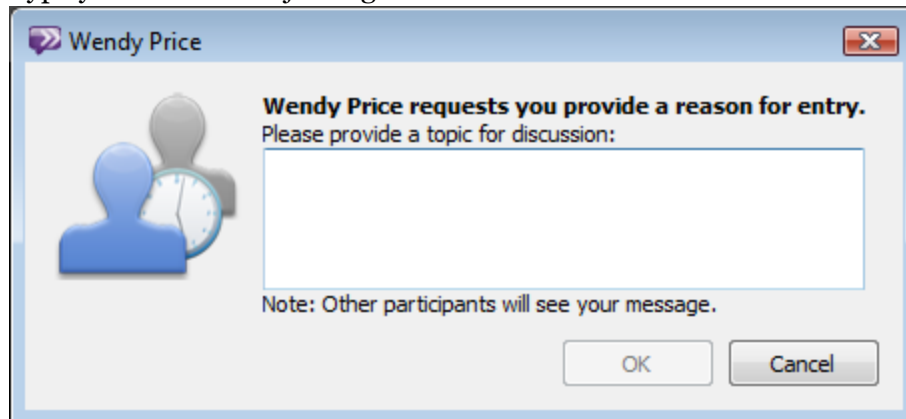 Wendy Price
Wendy Price requests you provide a reason for entry.
Please provide a topic for discussion:
Note: Other participants will see your message.
OK
Cancel